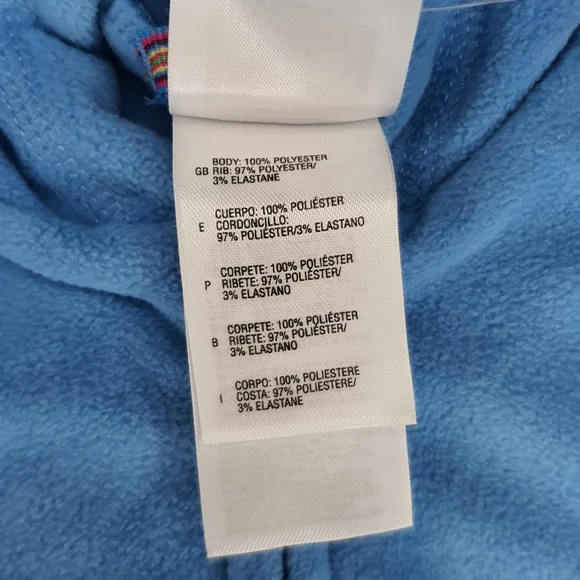 BODY: 100% POLYESTER
GB RIB: 97% POLYESTER/
3% ELASTANE
CUERPO: 100% POLIÉSTER
E CORDONCILLO:
97% POLIÉSTER/3% ELASTANO
CORPETE: 100% POLIÉSTER
P RIBETE: 97% POLIÉSTER/
3% ELASTANO
CORPETE: 100% POLIÉSTER
B RIBETE: 97% POLIÉSTER/
3% ELASTANO
CORPO: 100% POLIESTERE
I COSTA: 97% POLIESTERE/
3% ELASTANE